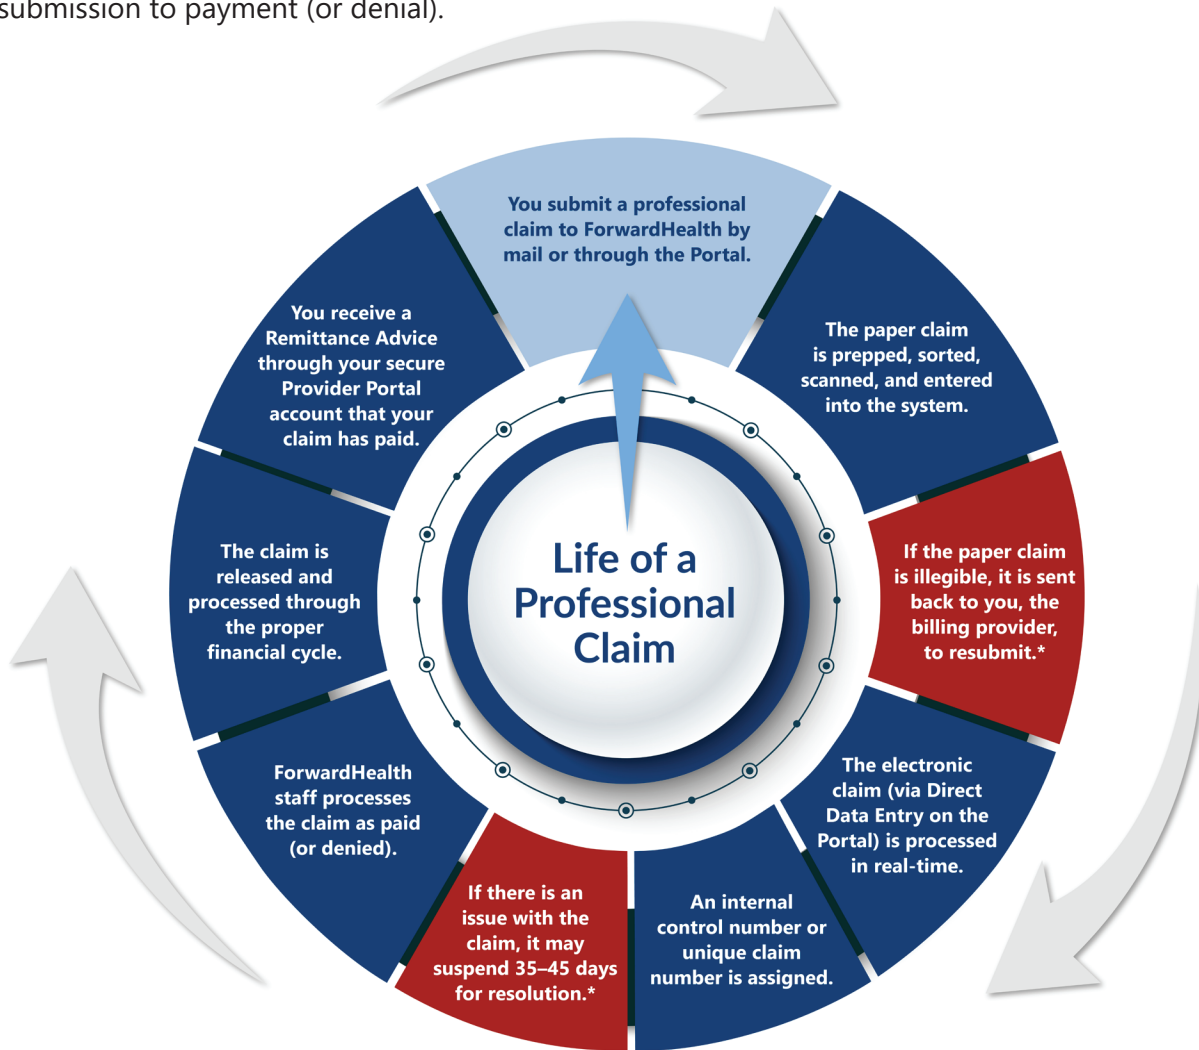 submission to payment (or denial).
You submit a professional
claim to ForwardHealth by
mail or through the Portal.
The paper claim
is prepped, sorted,
scanned, and entered
into the system.
If the paper claim
is illegible, it is sent
back to you, the
billing provider,
to resubmit.*
The electronic
claim (via Direct
Data Entry on the
Portal) is processed
in real-time.
An internal
control number or
unique claim
number is assigned.
If there is an
issue with the
claim, it may
suspend 35–45 days
for resolution.*
ForwardHealth
staff processes
the claim as paid
(or denied).
The claim is
released and
processed through
the proper
financial cycle.
You receive a
Remittance Advice
through your secure
Provider Portal
account that your
claim has paid.
Life of a
Professional
Claim